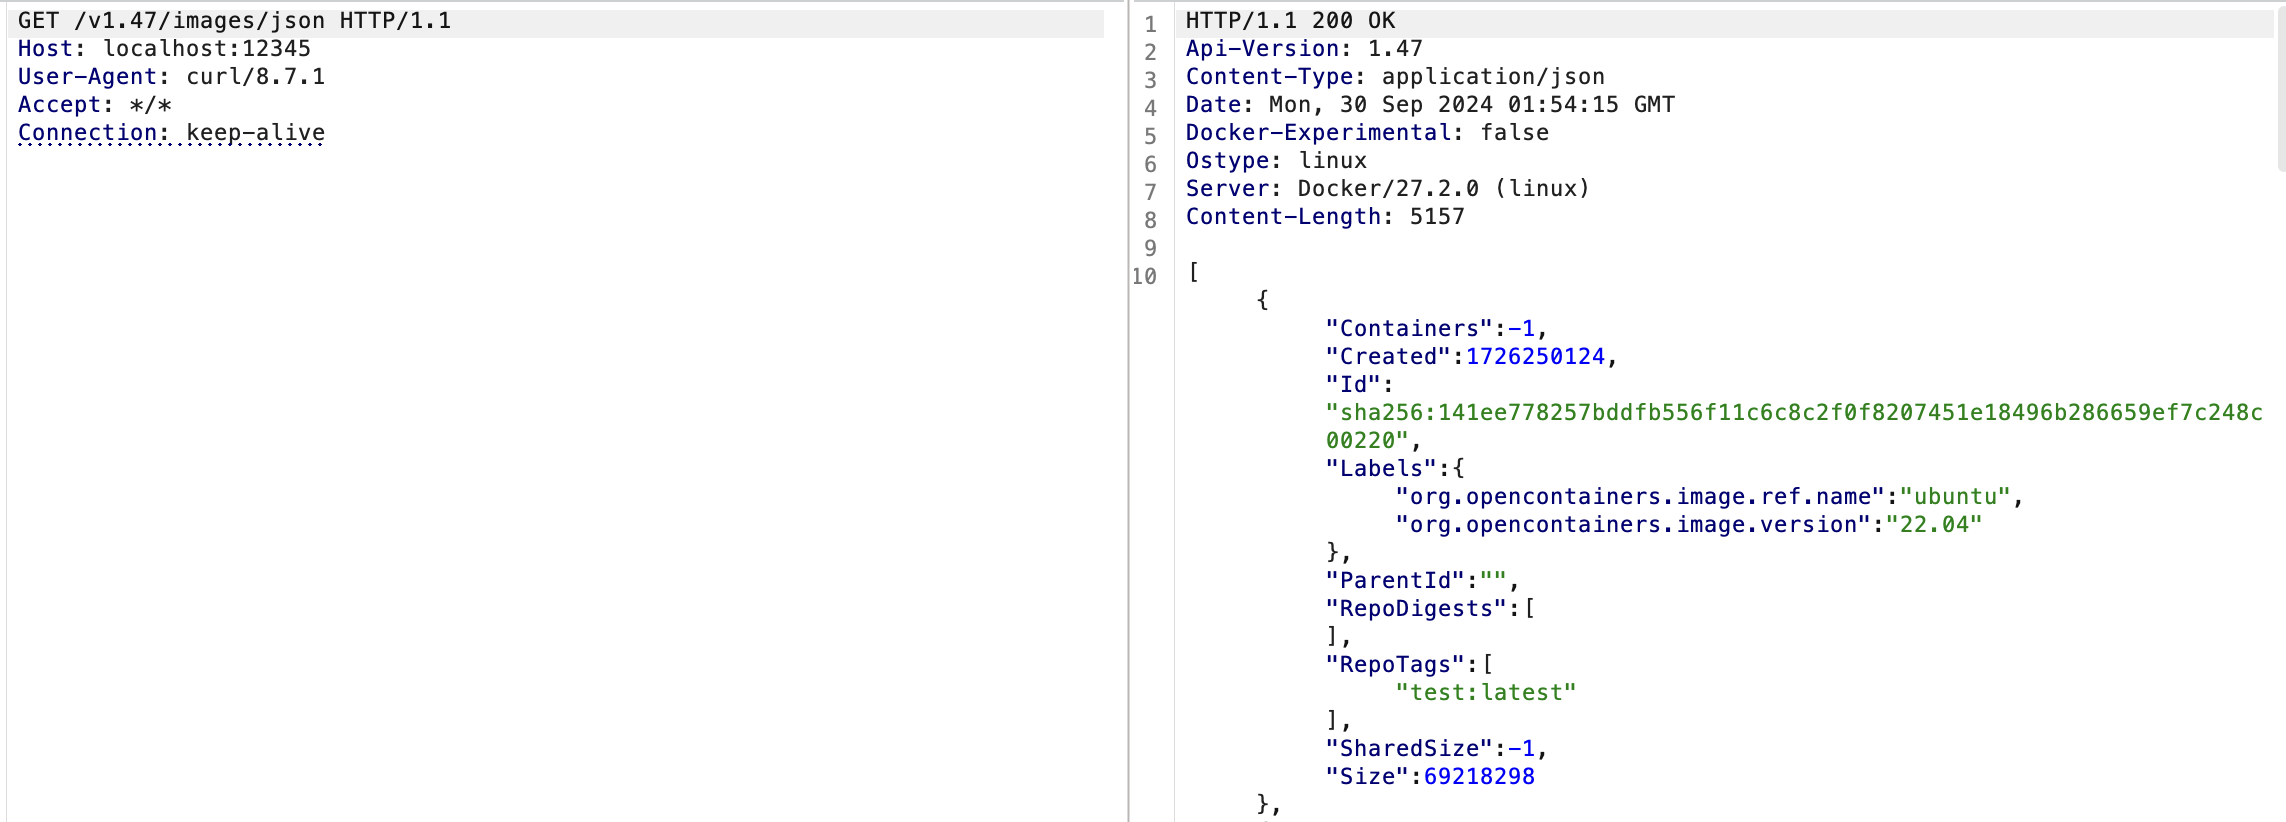 GET /v1.47/images/json HTTP/1.1
Host: localhost:12345
User-Agent: curl/8.7.1
Accept: */*
Connection: keep-alive
1 HTTP/1.1 200 OK
2 Api-Version: 1.47
3 Content-Type: application/json
4 Date: Mon, 30 Sep 2024 01:54:15 GMT
5 Docker-Experimental: false
6 Ostype: linux
7 Server: Docker/27.2.0 (linux)
8 Content-Length: 5157
9
10 [
{
"Containers":-1,
"Created":1726250124,
"Id":
"sha256:141ee778257bddfb556f11c6c8c2f0f8207451e18496b286659ef7c248c
00220",
"Labels":{
"org.opencontainers.image.ref.name":"ubuntu",
"org.opencontainers.image.version":"22.04"
},
"ParentId":"",
"RepoDigests":[
],
"RepoTags":[
"test:latest"
],
"SharedSize":-1,
"Size":69218298
},